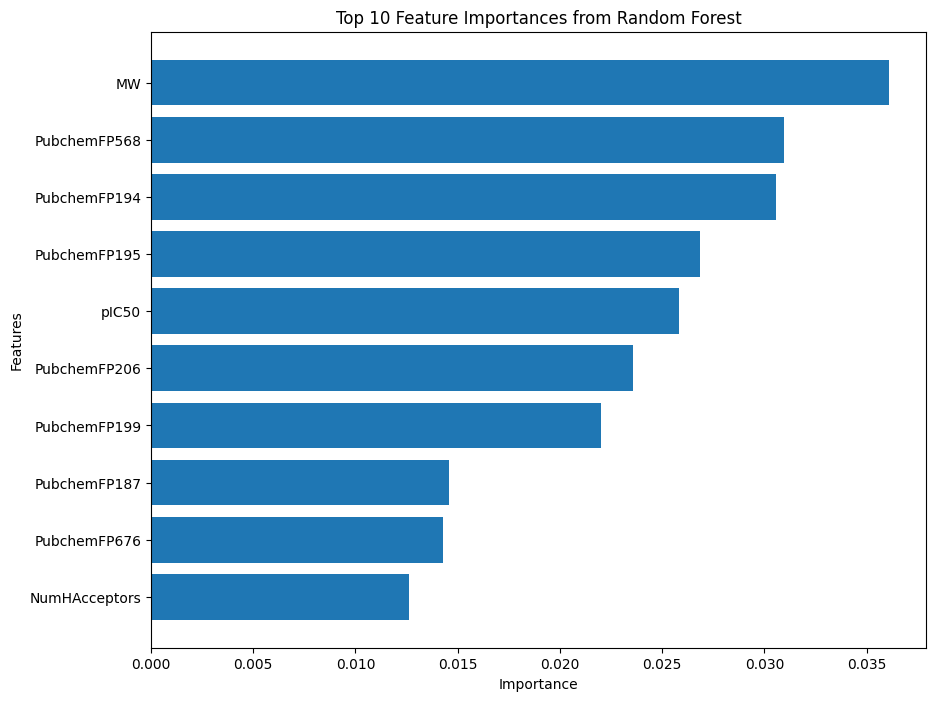 Top 10 Feature Importances from Random Forest
MW
PubchemFP568
PubchemFP194
PubchemFP195
pIC50
PubchemFP206
PubchemFP199
PubchemFP187
PubchemFP676
NumHAcceptors
Features
0.000 0.005 0.010 0.015 0.020 0.025 0.030 0.035
Importance